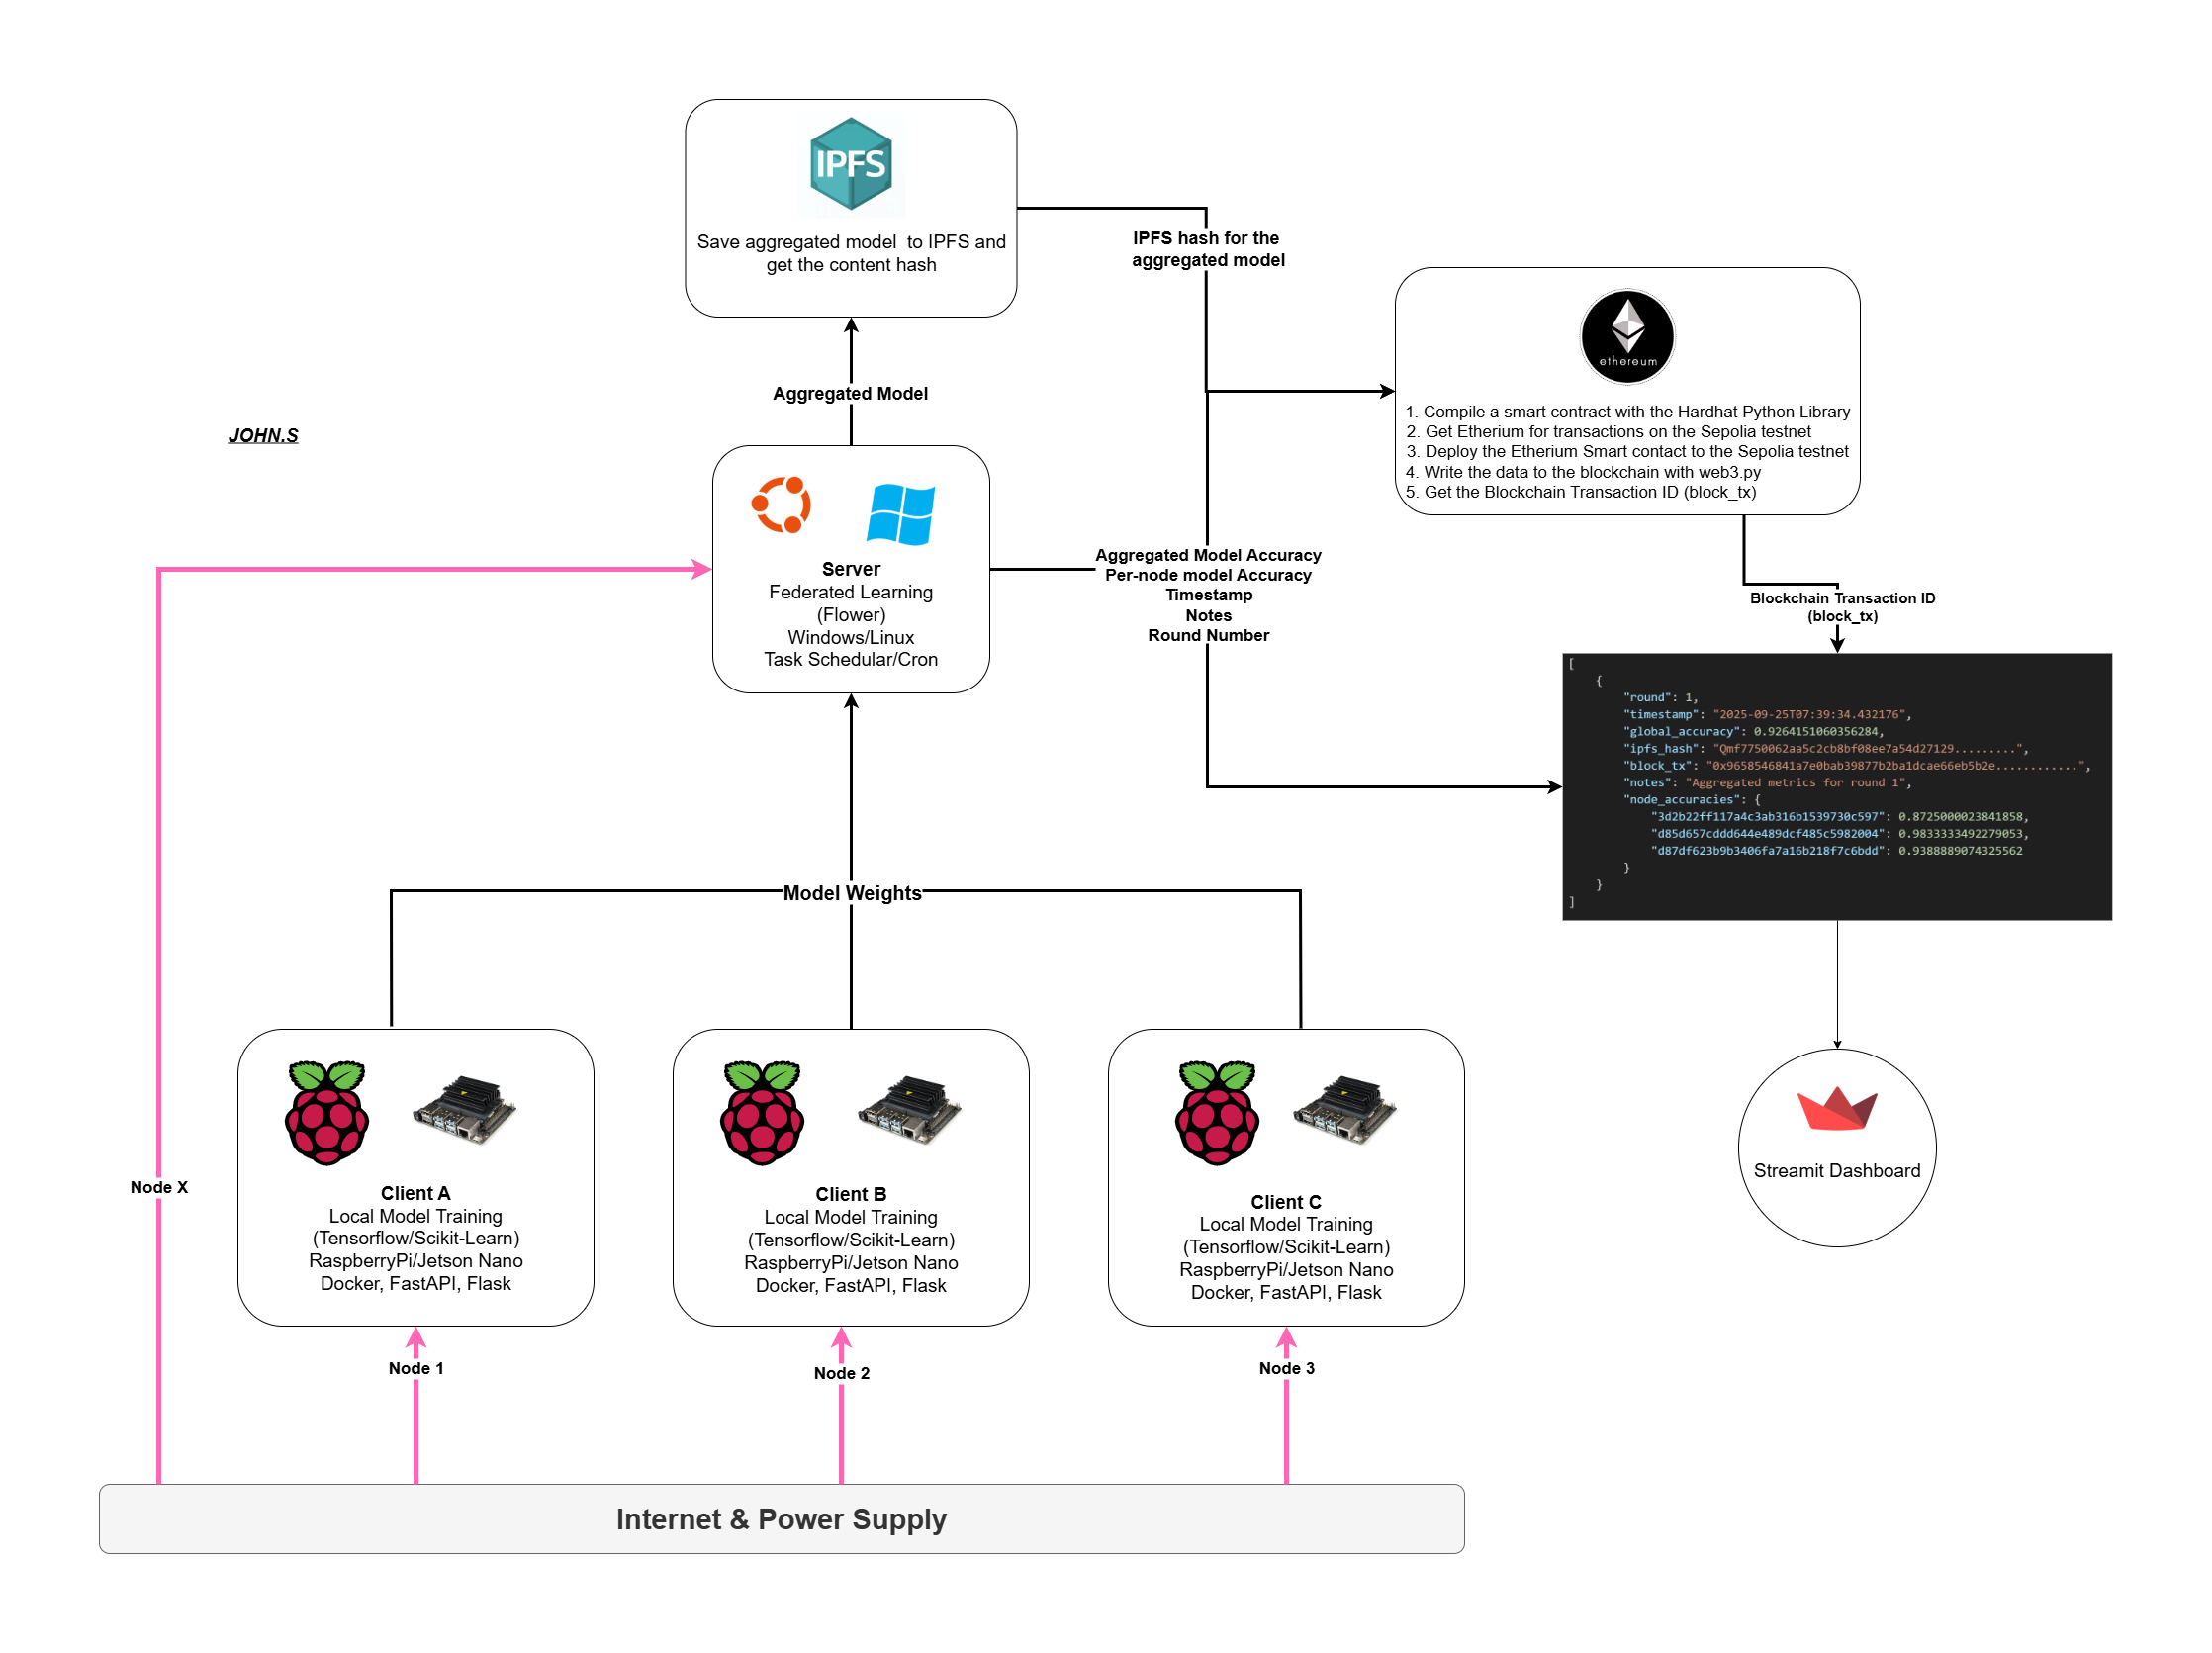 IPFS
Save aggregated model  to IPFS and
get the content hash
IPFS hash for the
aggregated model
ethereum
1. Compile a smart contract with the Hardhat Python Library
2. Get Etherium for transactions on the Sepolia testnet
3. Deploy the Etherium Smart contact to the Sepolia testnet
4. Write the data to the blockchain with web3.py
5. Get the Blockchain Transaction ID (block_tx)
Aggregated Model
JOHN.S
Server
Federated Learning
(Flower)
Windows/Linux
Task Schedular/Cron
Aggregated Model Accuracy
Per-node model Accuracy
Timestamp
Notes
Round Number
Blockchain Transaction ID
(block_tx)
[
{
"round": 1,
"timestamp": "2025-09-25T07:39:34.432176",
"global_accuracy": 0.9264151060356284,
"ipfs_hash": "Qmf7750062aa5c2cb8bf08ee7a54d27129.........",
"block_tx": "0x9658546841a7e0bab39877b2ba1dcae66eb5b2e............",
"notes": "Aggregated metrics for round 1",
"node_accuracies": {
"3d2b22ff117a4c3ab316b1539730c597": 0.8725000023841858,
"d85d657cddd644e489dcf485c5982004": 0.9833333492279053,
"d87df623b9b3406fa7a16b218f7c6bdd": 0.9388889074325562
}
}
]
Model Weights
Client A
Local Model Training
(Tensorflow/Scikit-Learn)
RaspberryPi/Jetson Nano
Docker, FastAPI, Flask
Client B
Local Model Training
(Tensorflow/Scikit-Learn)
RaspberryPi/Jetson Nano
Docker, FastAPI, Flask
Client C
Local Model Training
(Tensorflow/Scikit-Learn)
RaspberryPi/Jetson Nano
Docker, FastAPI, Flask
Streamit Dashboard
Node X
Node 1
Node 2
Node 3
Internet & Power Supply